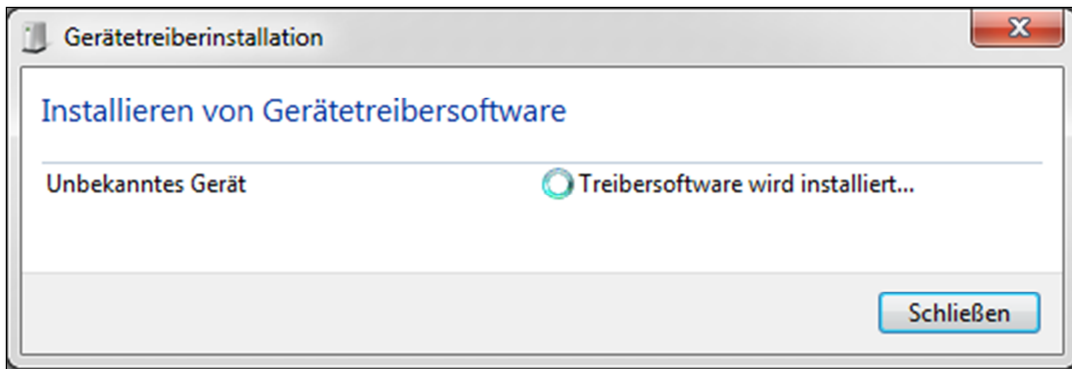 Gerätetreiberinstallation
Installieren von Gerätetreibersoftware
Unbekanntes Gerät Treibersoftware wird installiert...
Schließen